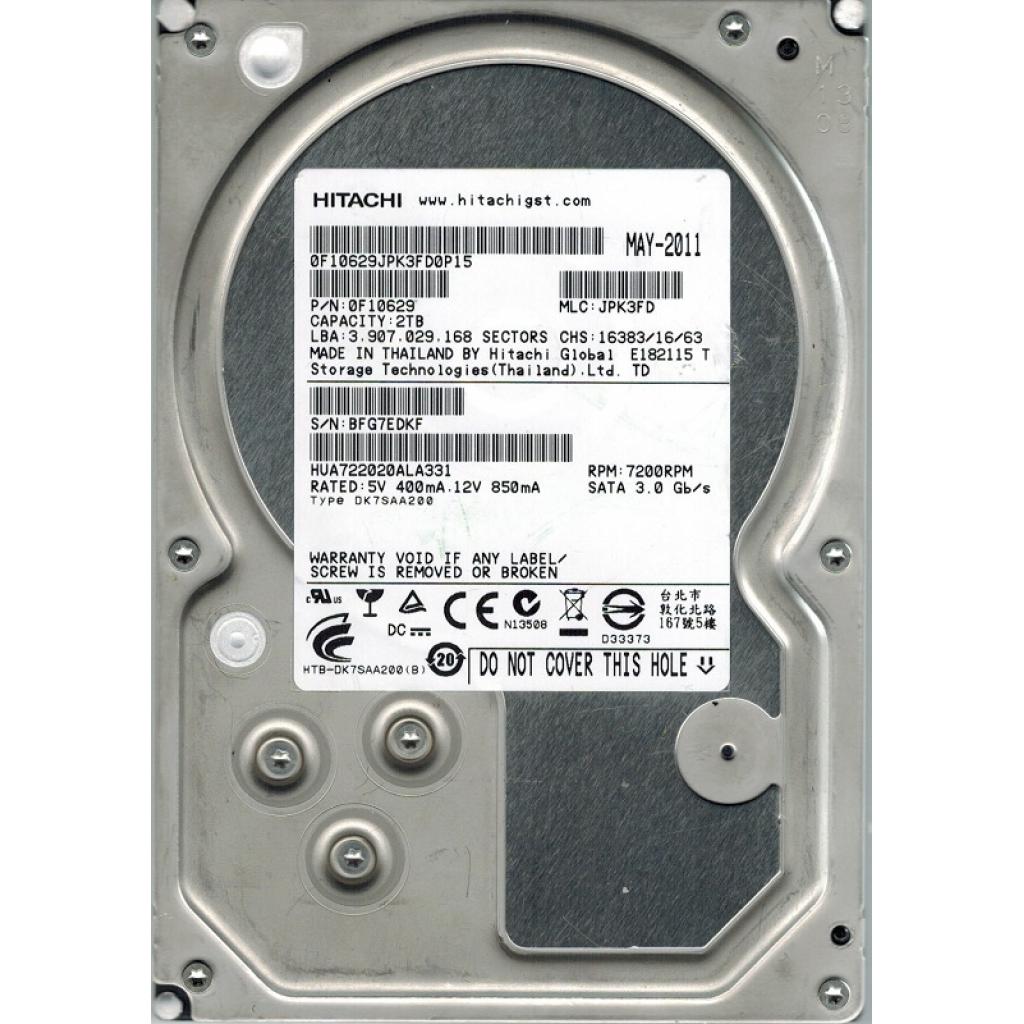 M
13
08
HITACHI www.hitachigst.com
MAY-2011
0F10629JPK3FD0P15
P/N:0F10629 MLC:JPK3FD
CAPACITY:2TB
LBA:3.907.029.168 SECTORS CHS:16383/16/63
MADE IN THAILAND BY Hitachi Global E182115 T
Storage Technologies(Thailand).Ltd. TD
S/N:BFG7EDKF
HUA722020ALA331 RPM:7200RPM
RATED:5V 400mA.12V 850mA SATA 3.0 Gb/s
Type DK7SAA200
WARRANTY VOID IF ANY LABEL/
SCREW IS REMOVED OR BROKEN
c RU US
DC
CE
N13508
D33373
台北市
敦化北路
167號5樓
HTB-DK7SAA200(B)
20
DO NOT COVER THIS HOLE